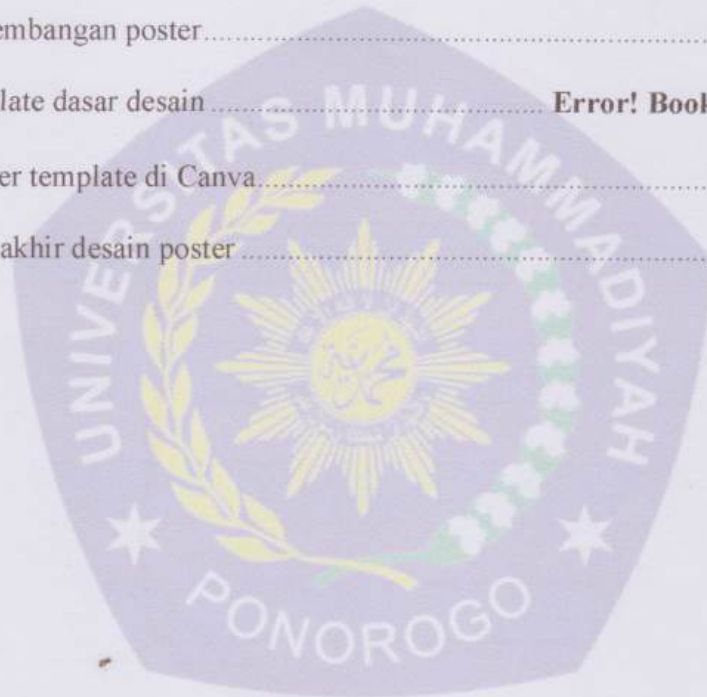 embangan poster....................................................................................
late dasar desain ............................................................ Error! Book
er template di Canva............................................................................
akhir desain poster ..............................................................................
UNIVERSITAS MUHAMMADIYAH
PONOROGO